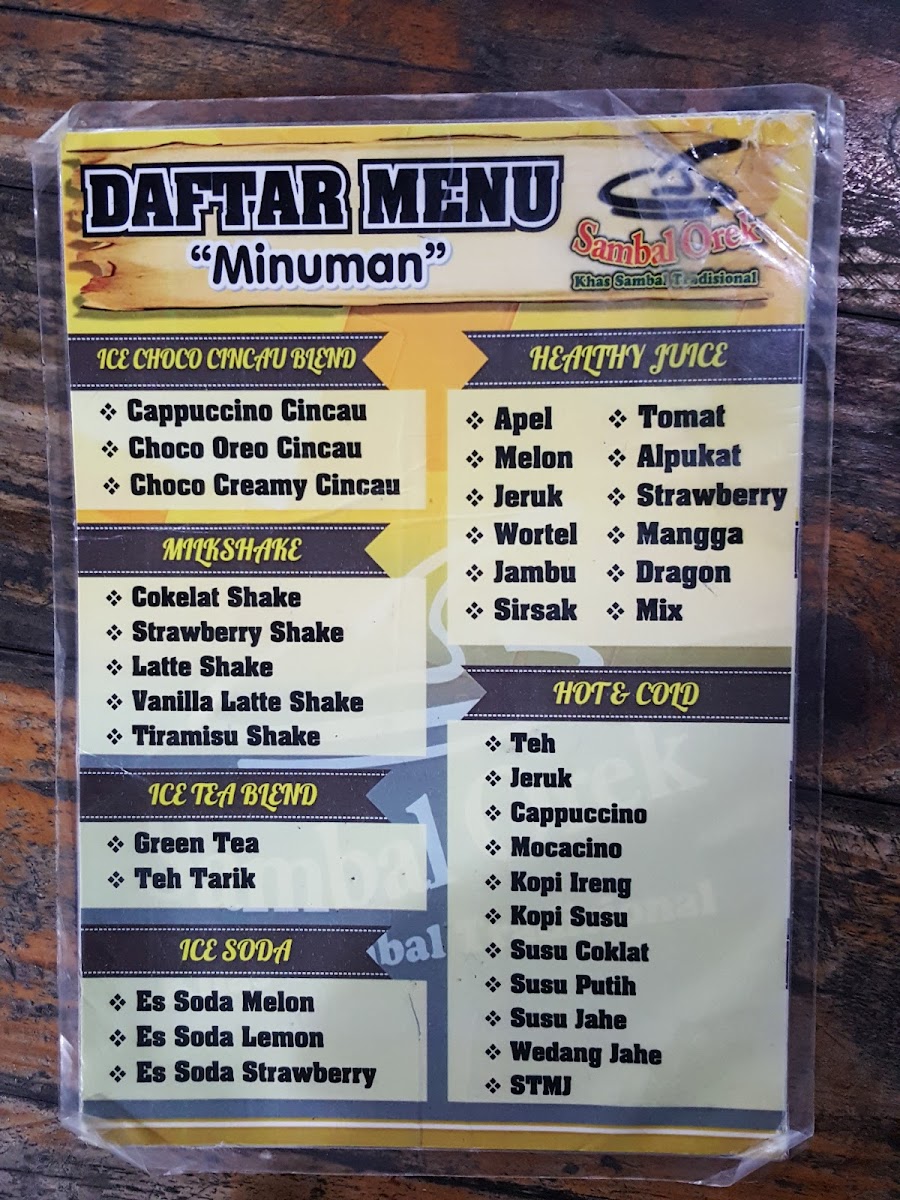 DAFTAR MENU
"Minuman"
Sambal Orek
Khas Sambal Tradisional
ICE CHOCO CINCAU BLEND
Cappuccino Cincau
Choco Oreo Cincau
Choco Creamy Cincau
MILKSHAKE
Cokelat Shake
Strawberry Shake
Latte Shake
Vanilla Latte Shake
Tiramisu Shake
ICE TEA BLEND
Green Tea
Teh Tarik
ICE SODA
Es Soda Melon
Es Soda Lemon
Es Soda Strawberry
HEALTHY JUICE
Apel
Melon
Jeruk
Wortel
Jambu
Sirsak
Tomat
Alpukat
Strawberry
Mangga
Dragon
Mix
HOT & COLD
Teh
Jeruk
Cappuccino
Mocacino
Kopi Ireng
Kopi Susu
Susu Coklat
Susu Putih
Susu Jahe
Wedang Jahe
STMJ